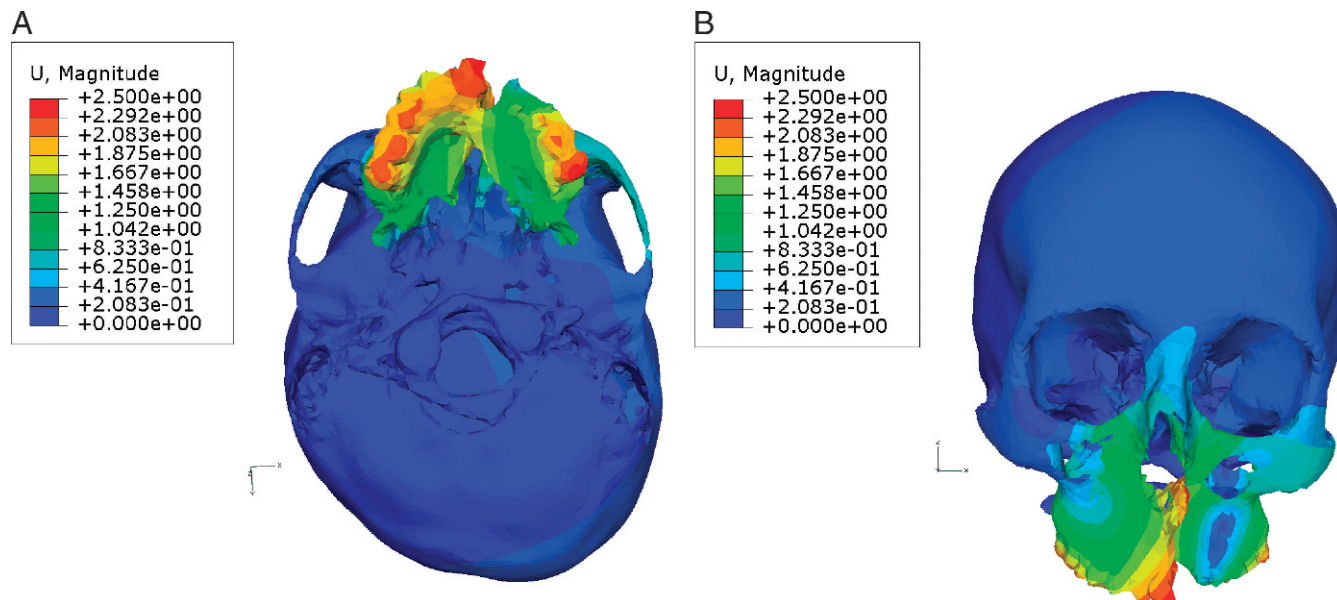 A
U, Magnitude
+2.500e+00
+2.292e+00
+2.083e+00
+1.875e+00
+1.667e+00
+1.458e+00
+1.250e+00
+1.042e+00
+8.333e-01
+6.250e-01
+4.167e-01
+2.083e-01
+0.000e+00
x
z
B
U, Magnitude
+2.500e+00
+2.292e+00
+2.083e+00
+1.875e+00
+1.667e+00
+1.458e+00
+1.250e+00
+1.042e+00
+8.333e-01
+6.250e-01
+4.167e-01
+2.083e-01
+0.000e+00
z
x